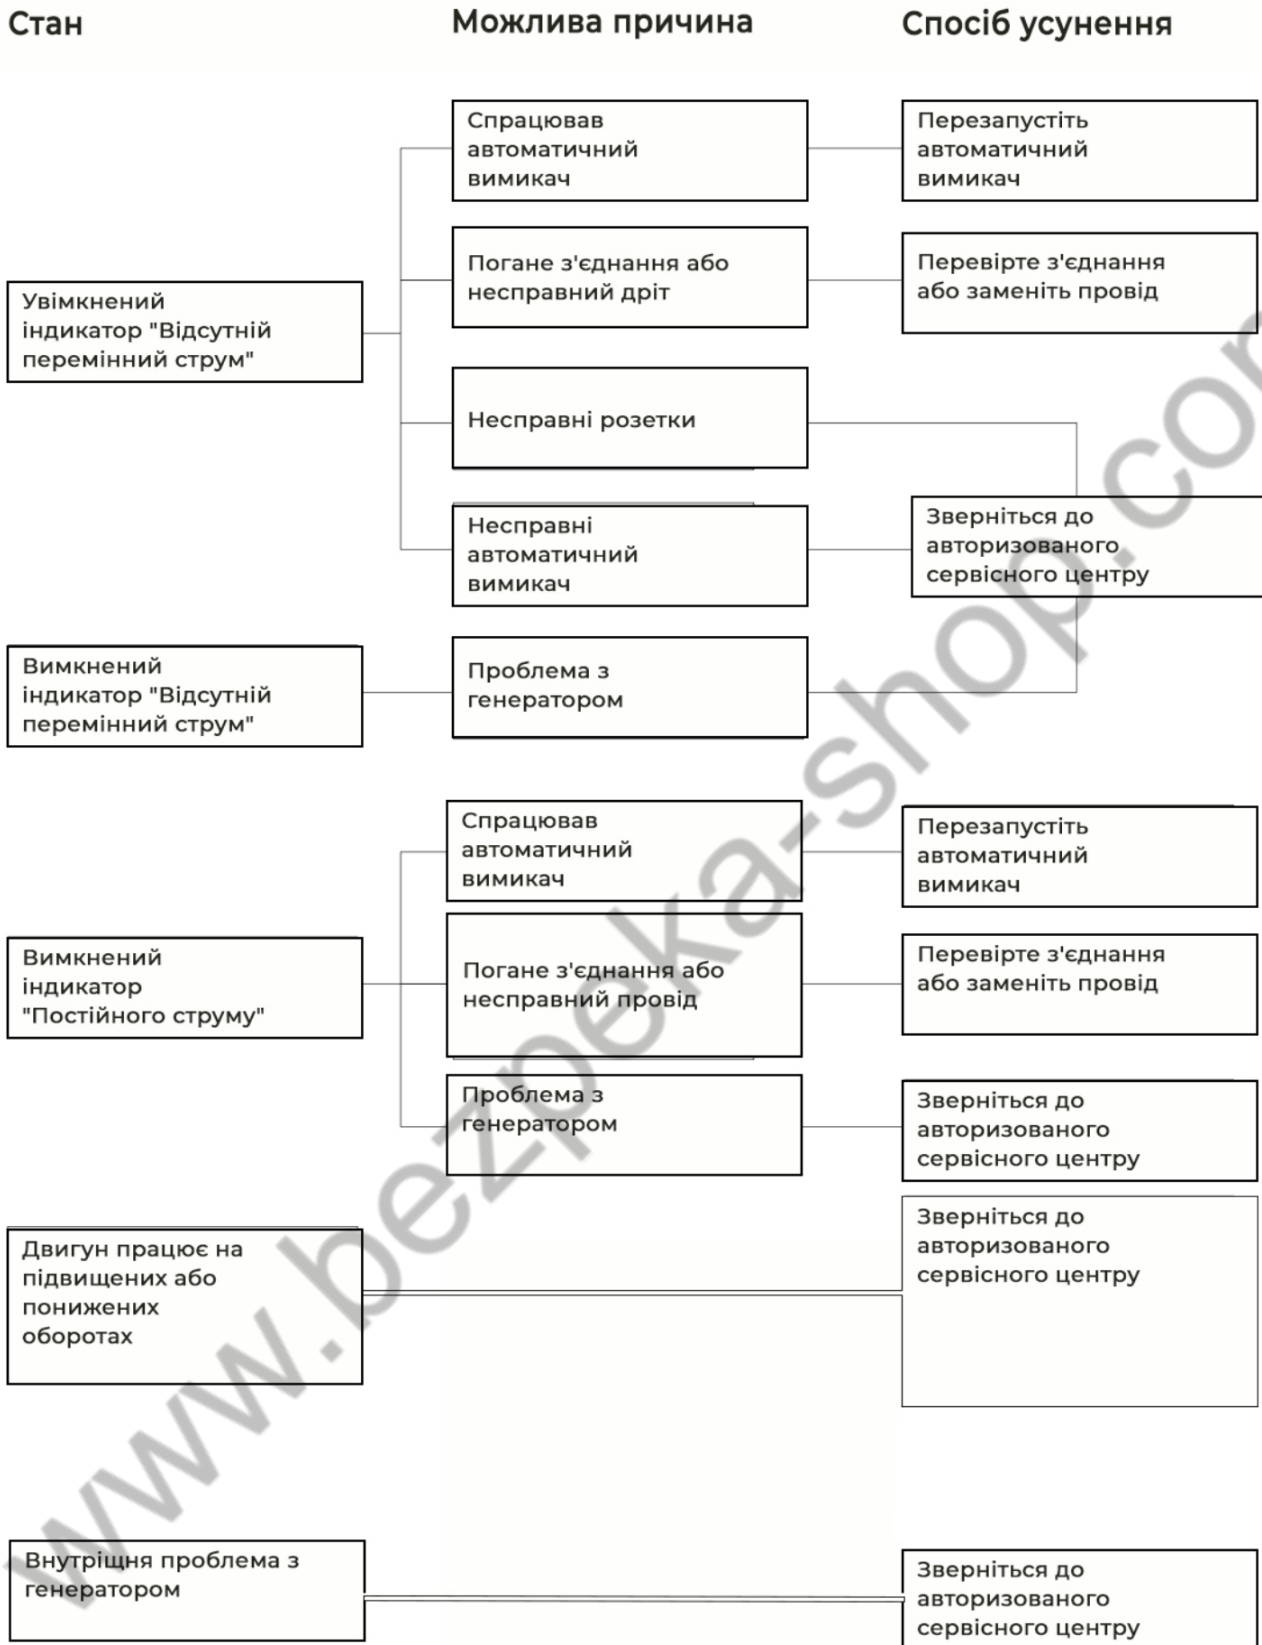 Стан
Можлива причина
Спосіб усунення
Спрацював
автоматичний
вимикач
Перезапустіть
автоматичний
вимикач
Погане з'єднання або
несправний дріт
Перевірте з'єднання
або замініть провід
Увімкнений
індикатор "Відсутній
перемінний струм"
Несправні розетки
Несправні
автоматичний
вимикач
Зверніться до
авторизованого
сервісного центру
Вимкнений
індикатор "Відсутній
перемінний струм"
Проблема з
генератором
Спрацював
автоматичний
вимикач
Перезапустіть
автоматичний
вимикач
Вимкнений
індикатор
"Постійного струму"
Погане з'єднання або
несправний провід
Перевірте з'єднання
або замініть провід
Проблема з
генератором
Зверніться до
авторизованого
сервісного центру
Двигун працює на
підвищених або
понижених
оборотах
Зверніться до
авторизованого
сервісного центру
Внутріщня проблема з
генератором
Зверніться до
авторизованого
сервісного центру
www.bezpeka-shop.com